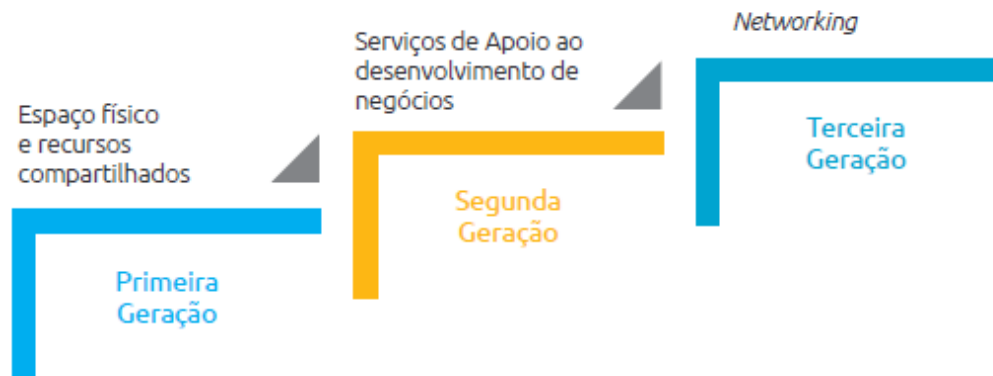 Espaço físico
e recursos
compartilhados
Primeira
Geração
Serviços de Apoio ao
desenvolvimento de
negócios
Segunda
Geração
Networking
Terceira
Geração